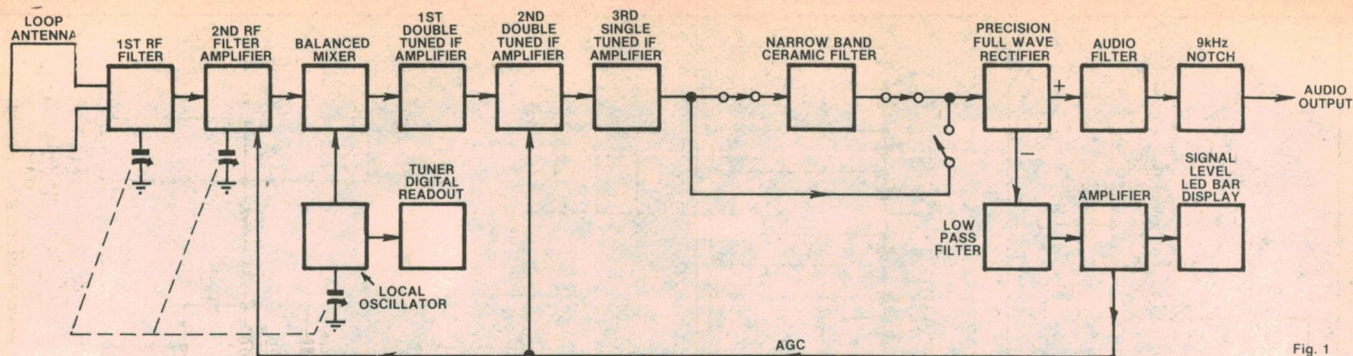 LOOP
ANTENNA
1ST RF
FILTER
2ND RF
FILTER
AMPLIFIER
BALANCED
MIXER
1ST
DOUBLE
TUNED IF
AMPLIFIER
2ND
DOUBLE
TUNED IF
AMPLIFIER
3RD
SINGLE
TUNED IF
AMPLIFIER
NARROW BAND
CERAMIC FILTER
PRECISION
FULL WAVE
RECTIFIER
+
−
AUDIO
FILTER
9kHz
NOTCH
AUDIO
OUTPUT
TUNER
DIGITAL
READOUT
LOCAL
OSCILLATOR
LOW
PASS
FILTER
AMPLIFIER
SIGNAL
LEVEL
LED BAR
DISPLAY
AGC
Fig. 1